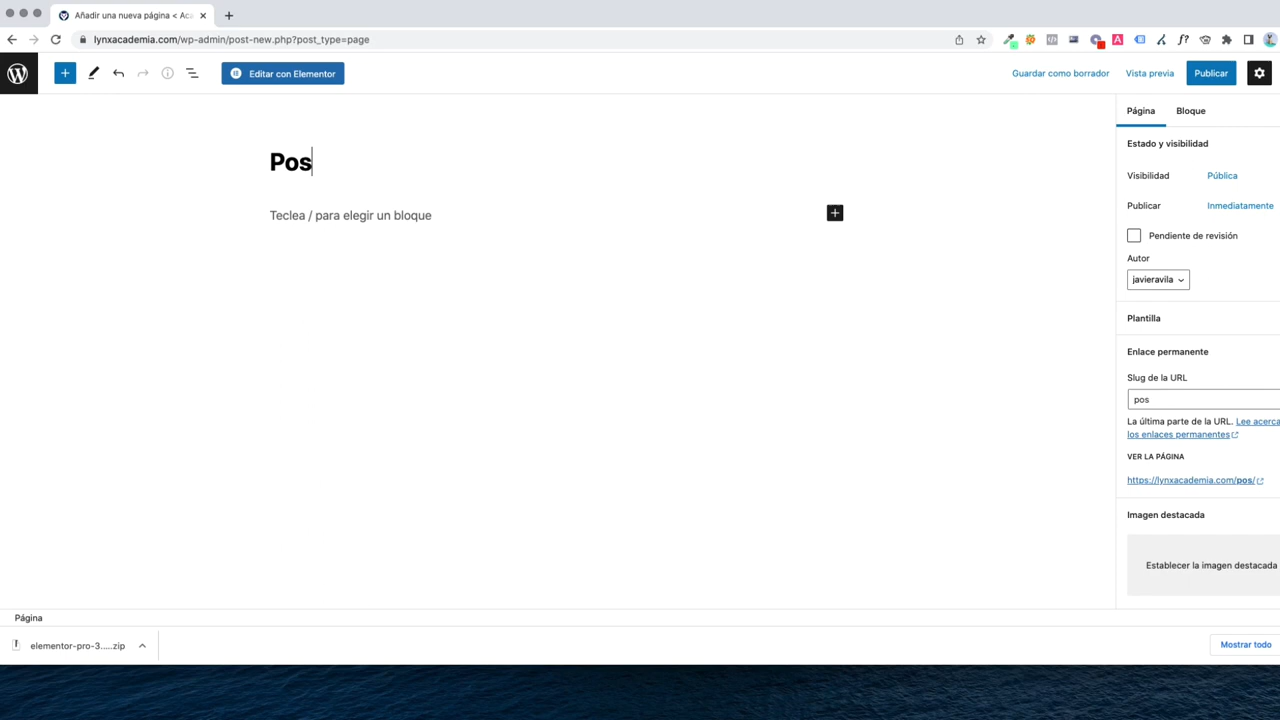 Añadir una nueva página < Aca
lynxacademia.com/wp-admin/post-new.php?post_type=page
Editar con Elementor
Guardar como borrador
Vista previa
Publicar
Pos
Teclea / para elegir un bloque
Página
Bloque
Estado y visibilidad
Visibilidad
Pública
Publicar
Inmediatamente
Pendiente de revisión
Autor
javieravila
Plantilla
Enlace permanente
Slug de la URL
pos
La última parte de la URL. Lee acerca
los enlaces permanentes
VER LA PÁGINA
https://lynxacademia.com/pos/
Imagen destacada
Establecer la imagen destacada
Página
elementor-pro-3.....zip
Mostrar todo